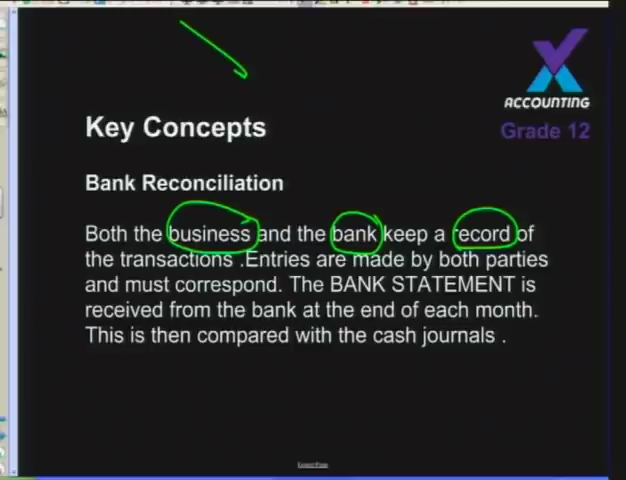 ACCOUNTING
Grade 12
Key Concepts
Bank Reconciliation
Both the business and the bank keep a record of
the transactions .Entries are made by both parties
and must correspond. The BANK STATEMENT is
received from the bank at the end of each month.
This is then compared with the cash journals .